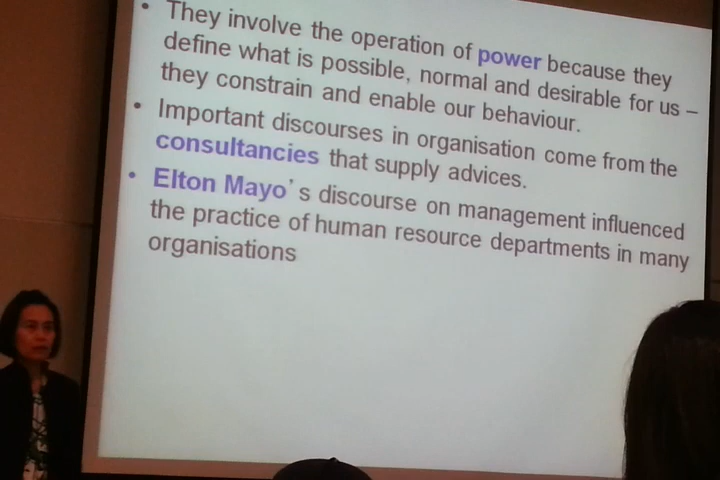 • They involve the operation of power because they
define what is possible, normal and desirable for us –
they constrain and enable our behaviour.
• Important discourses in organisation come from the
consultancies that supply advices.
• Elton Mayo's discourse on management influenced
the practice of human resource departments in many
organisations